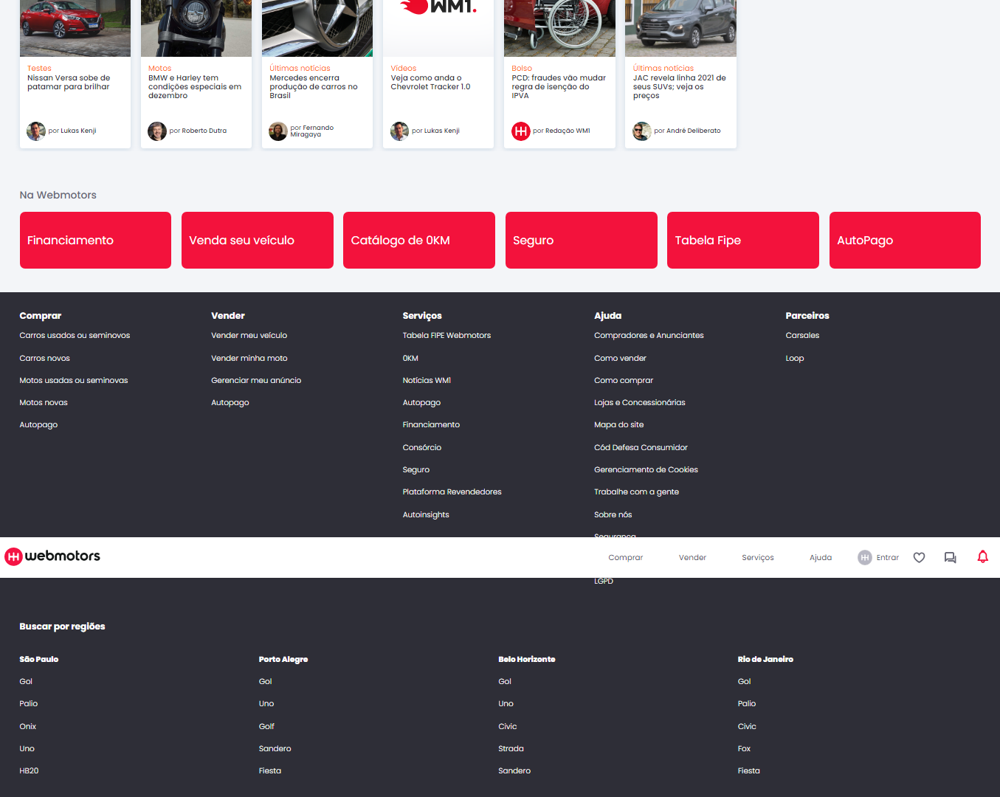 WM1.
Testes
Nissan Versa sobe de
patamar para brilhar
por Lukas Kenji
Motos
BMW e Harley tem
condições especiais em
dezembro
por Roberto Dutra
Últimas notícias
Mercedes encerra
produção de carros no
Brasil
por Fernando
Miragaya
Vídeos
Veja como anda o
Chevrolet Tracker 1.0
por Lukas Kenji
Bolso
PCD: fraudes vão mudar
regra de isenção do
IPVA
por Redação WM1
Últimas notícias
JAC revela linha 2021 de
seus SUVs; veja os
preços
por André Deliberato
Na Webmotors
Financiamento
Venda seu veículo
Catálogo de 0KM
Seguro
Tabela Fipe
AutoPago
Comprar
Carros usados ou seminovos
Carros novos
Motos usadas ou seminovas
Motos novas
Autopago
Vender
Vender meu veículo
Vender minha moto
Gerenciar meu anúncio
Autopago
Serviços
Tabela FIPE Webmotors
0KM
Notícias WM1
Autopago
Financiamento
Consórcio
Seguro
Plataforma Revendedores
Autoinsights
Ajuda
Compradores e Anunciantes
Como vender
Como comprar
Lojas e Concessionárias
Mapa do site
Cód Defesa Consumidor
Gerenciamento de Cookies
Trabalhe com a gente
Sobre nós
Segurança
Parceiros
Carsales
Loop
webmotors
Comprar
Vender
Serviços
Ajuda
Entrar
LGPD
Buscar por regiões
São Paulo
Gol
Palio
Onix
Uno
HB20
Porto Alegre
Gol
Uno
Golf
Sandero
Fiesta
Belo Horizonte
Gol
Uno
Civic
Strada
Sandero
Rio de Janeiro
Gol
Palio
Civic
Fox
Fiesta